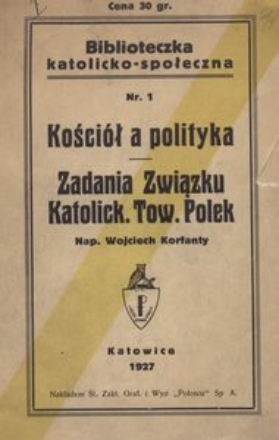 Cena 30 gr.
Biblioteczka
katolicko-społeczna
Nr. 1
Kościół a polityka
Zadania Związku
Katolick. Tow. Polek
Nap. Wojciech Korfanty
P
Katowice
1927
Nakładem Śl. Zakł. Graf. i Wyd. „Polonia" Sp. A.